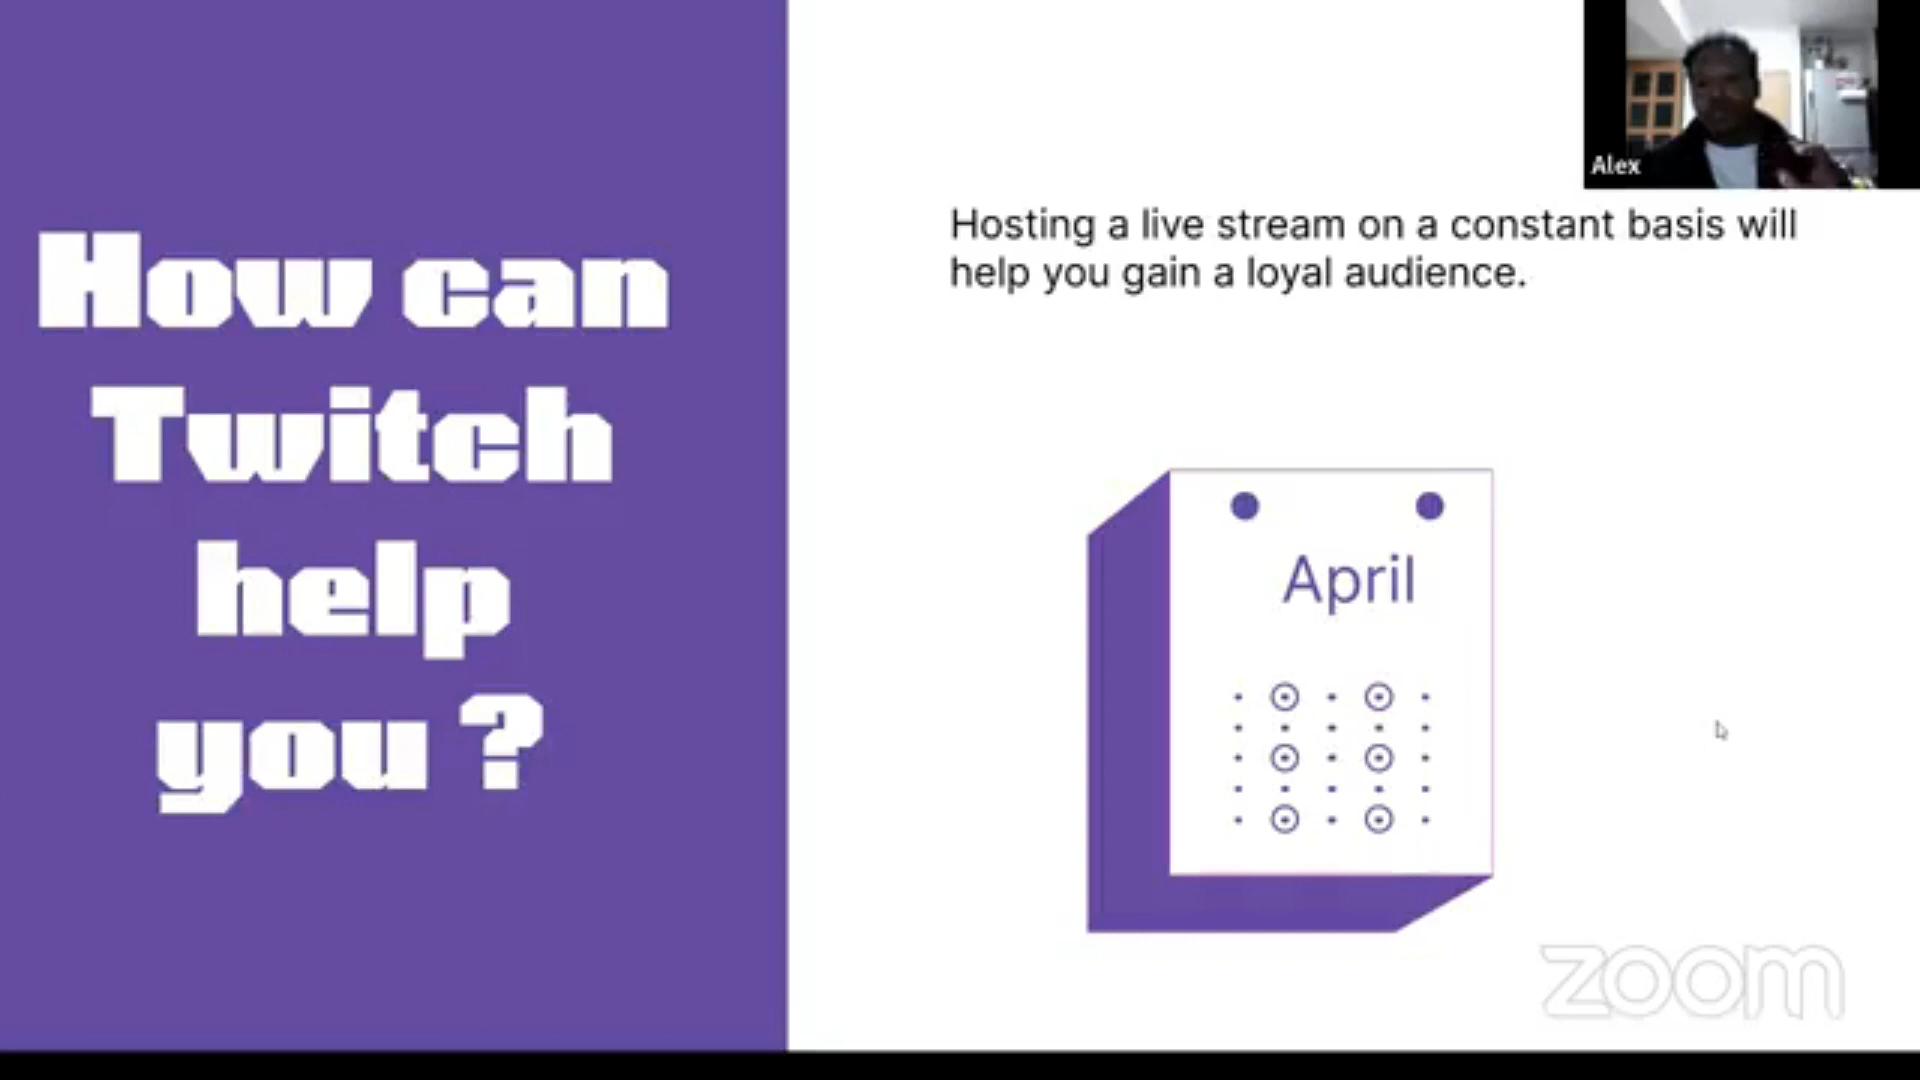 How can
Twitch
help
you ?
Alex
Hosting a live stream on a constant basis will
help you gain a loyal audience.
April
zoom